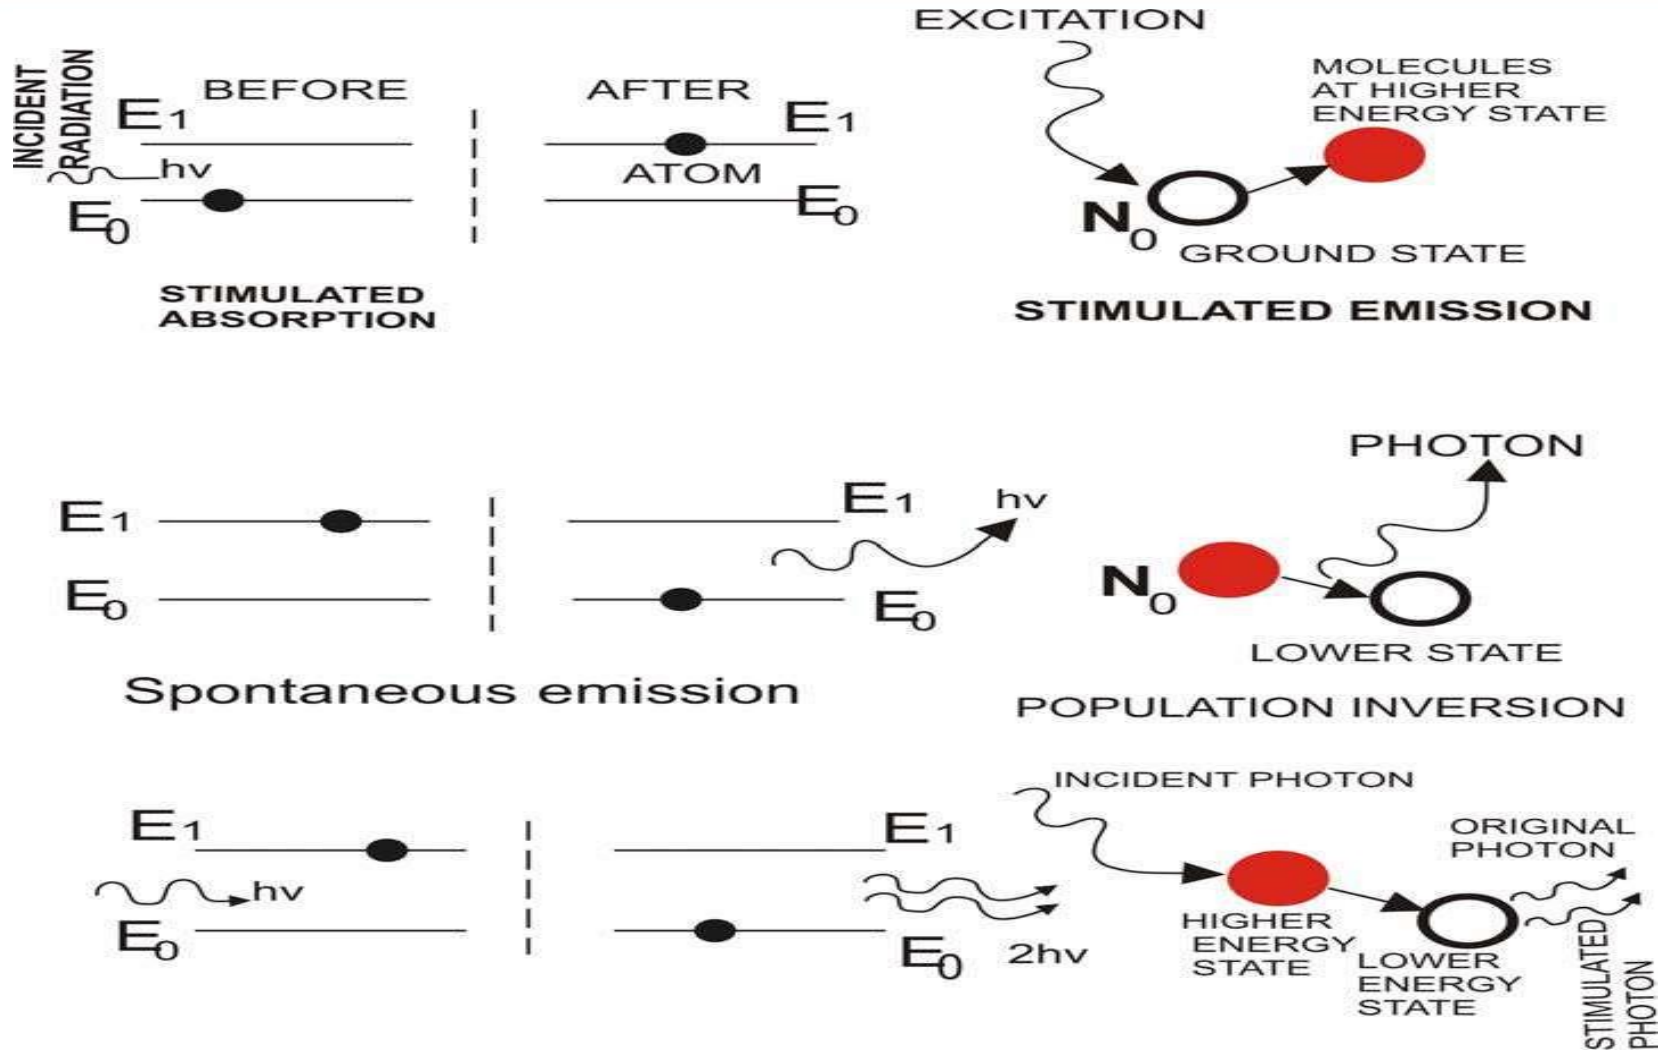 EXCITATION
INCIDENT
RADIATION
BEFORE
AFTER
E1
E1
MOLECULES
AT HIGHER
ENERGY STATE
hv
ATOM
E0
E0
N0
GROUND STATE
STIMULATED
ABSORPTION
STIMULATED EMISSION
PHOTON
E1
E1
hv
E0
E0
N0
LOWER STATE
Spontaneous emission
POPULATION INVERSION
INCIDENT PHOTON
E1
E1
ORIGINAL
PHOTON
hv
E0
E0
2hv
HIGHER
ENERGY
STATE
LOWER
ENERGY
STATE
STIMULATED
PHOTON